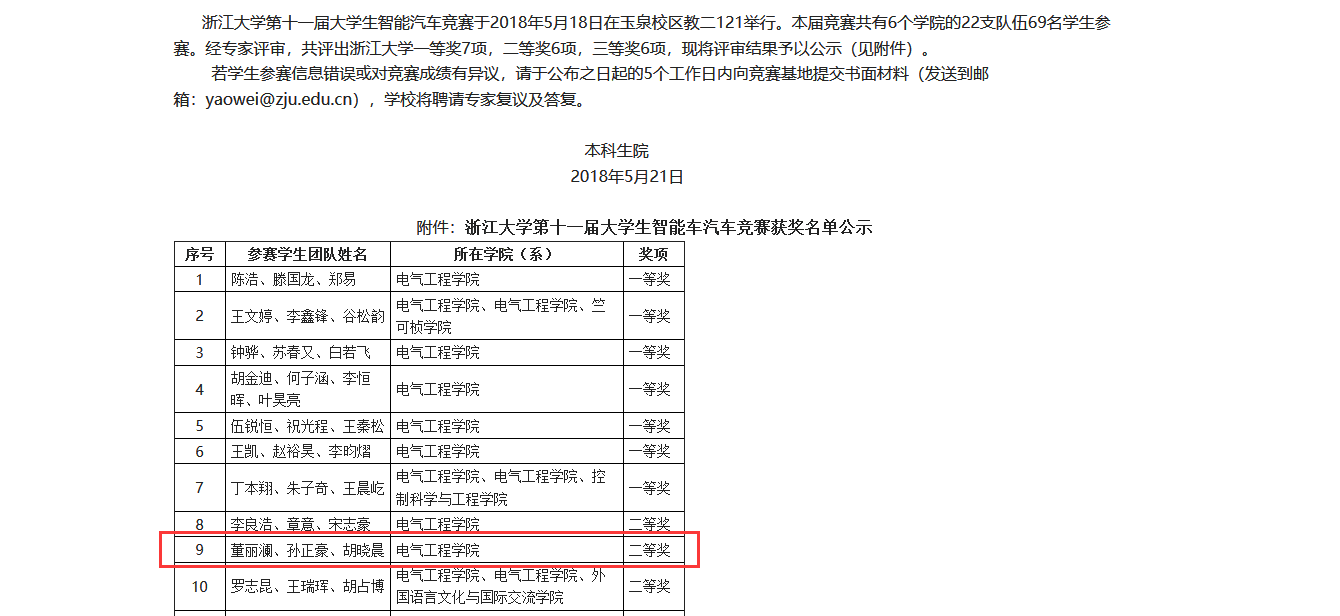 浙江大学第十一届大学生智能汽车竞赛于2018年5月18日在玉泉校区教二121举行。本届竞赛共有6个学院的22支队伍69名学生参
赛。经专家评审，共评出浙江大学一等奖7项，二等奖6项，三等奖6项，现将评审结果予以公示（见附件）。
若学生参赛信息错误或对竞赛成绩有异议，请于公布之日起的5个工作日内向竞赛基地提交书面材料（发送到邮
箱：yaowei@zju.edu.cn），学校将聘请专家复议及答复。
本科生院
2018年5月21日
附件：浙江大学第十一届大学生智能车汽车竞赛获奖名单公示
序号 参赛学生团队姓名 所在学院（系） 奖项
1 陈浩、滕国龙、郑易 电气工程学院 一等奖
2 王文婷、李鑫锋、谷松韵 电气工程学院、电气工程学院、竺
可桢学院 一等奖
3 钟骅、苏春又、白若飞 电气工程学院 一等奖
4 胡金迪、何子涵、李恒
晖、叶昊亮 电气工程学院 一等奖
5 伍锐恒、祝光程、王秦松 电气工程学院 一等奖
6 王凯、赵裕昊、李昀熠 电气工程学院 一等奖
7 丁本翔、朱子奇、王晨屹 电气工程学院、电气工程学院、控
制科学与工程学院 一等奖
8 李良浩、章意、宋志豪 电气工程学院 二等奖
9 董丽澜、孙正豪、胡晓晨 电气工程学院 二等奖
10 罗志昆、王瑞珲、胡占博 电气工程学院、电气工程学院、外
国语言文化与国际交流学院 二等奖